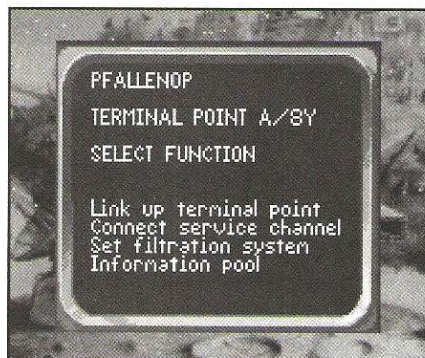 PFALLENOP
TERMINAL POINT A/8Y
SELECT FUNCTION
Link up terminal point
Connect service channel
Set filtration system
Information pool